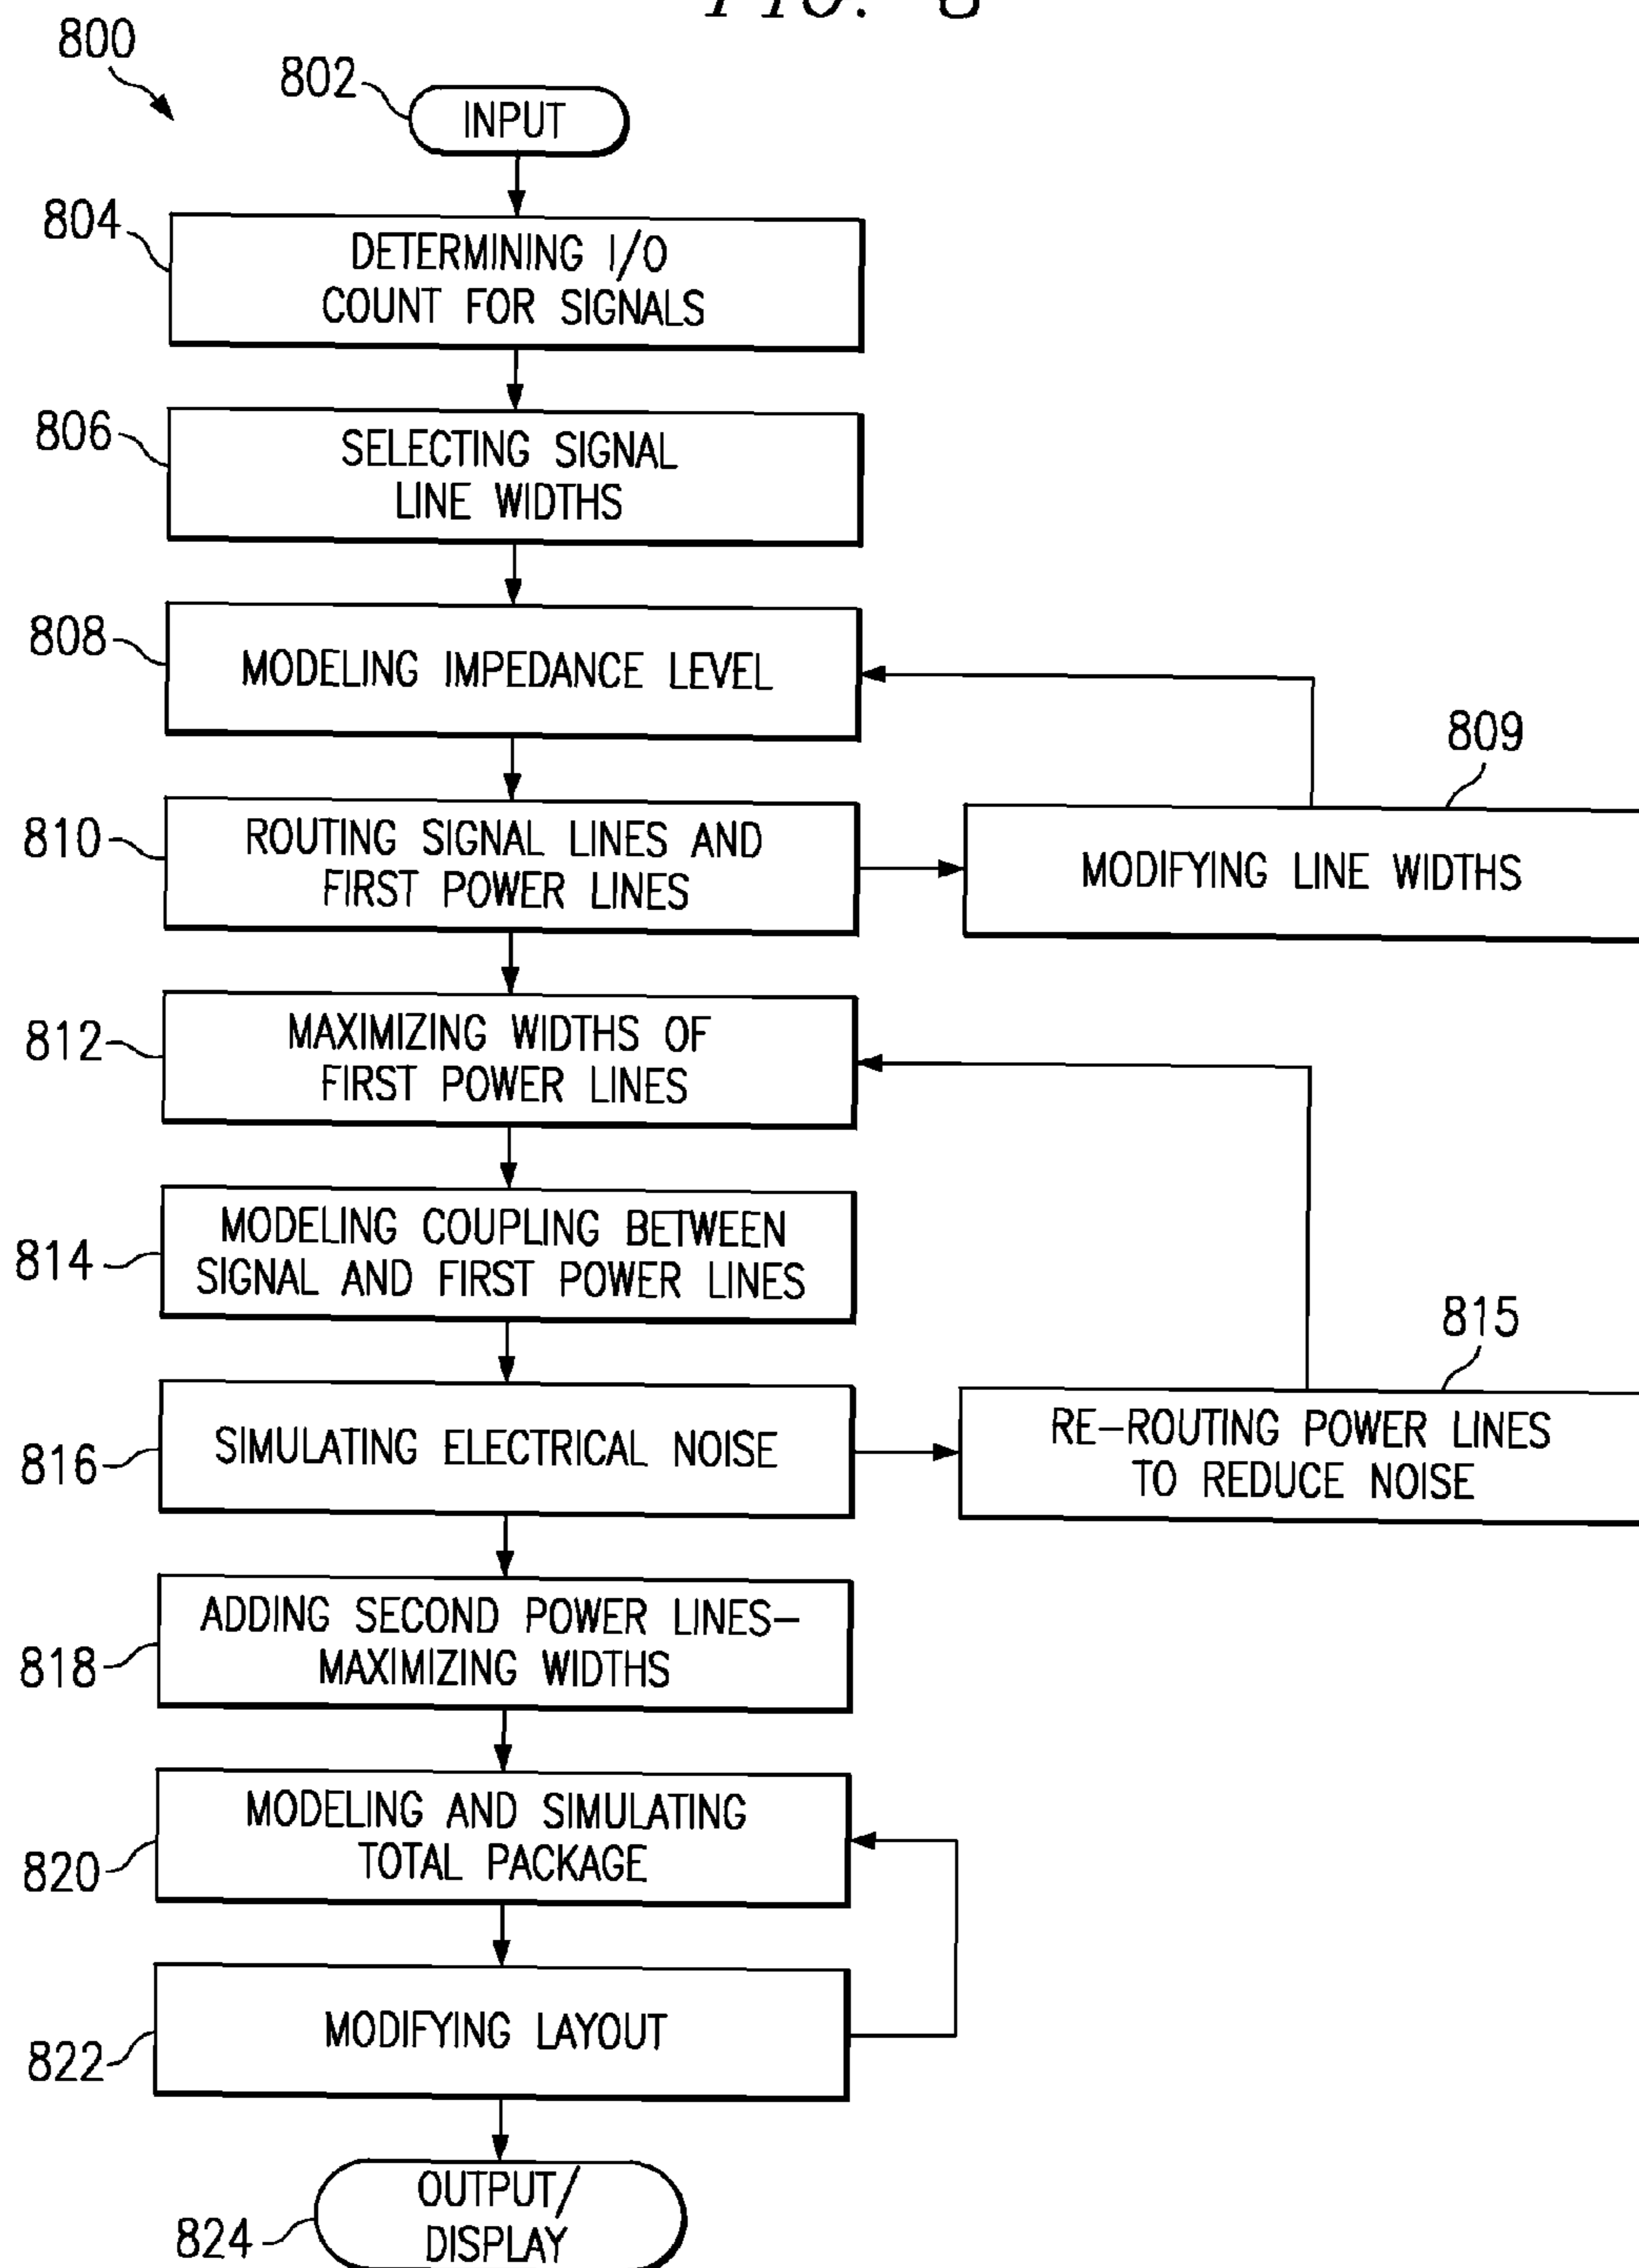 FIG. 8
800
802
INPUT
804
DETERMINING I/O
COUNT FOR SIGNALS
806
SELECTING SIGNAL
LINE WIDTHS
808
MODELING IMPEDANCE LEVEL
809
MODIFYING LINE WIDTHS
810
ROUTING SIGNAL LINES AND
FIRST POWER LINES
812
MAXIMIZING WIDTHS OF
FIRST POWER LINES
814
MODELING COUPLING BETWEEN
SIGNAL AND FIRST POWER LINES
815
RE-ROUTING POWER LINES
TO REDUCE NOISE
816
SIMULATING ELECTRICAL NOISE
818
ADDING SECOND POWER LINES-
MAXIMIZING WIDTHS
820
MODELING AND SIMULATING
TOTAL PACKAGE
822
MODIFYING LAYOUT
824
OUTPUT/
DISPLAY